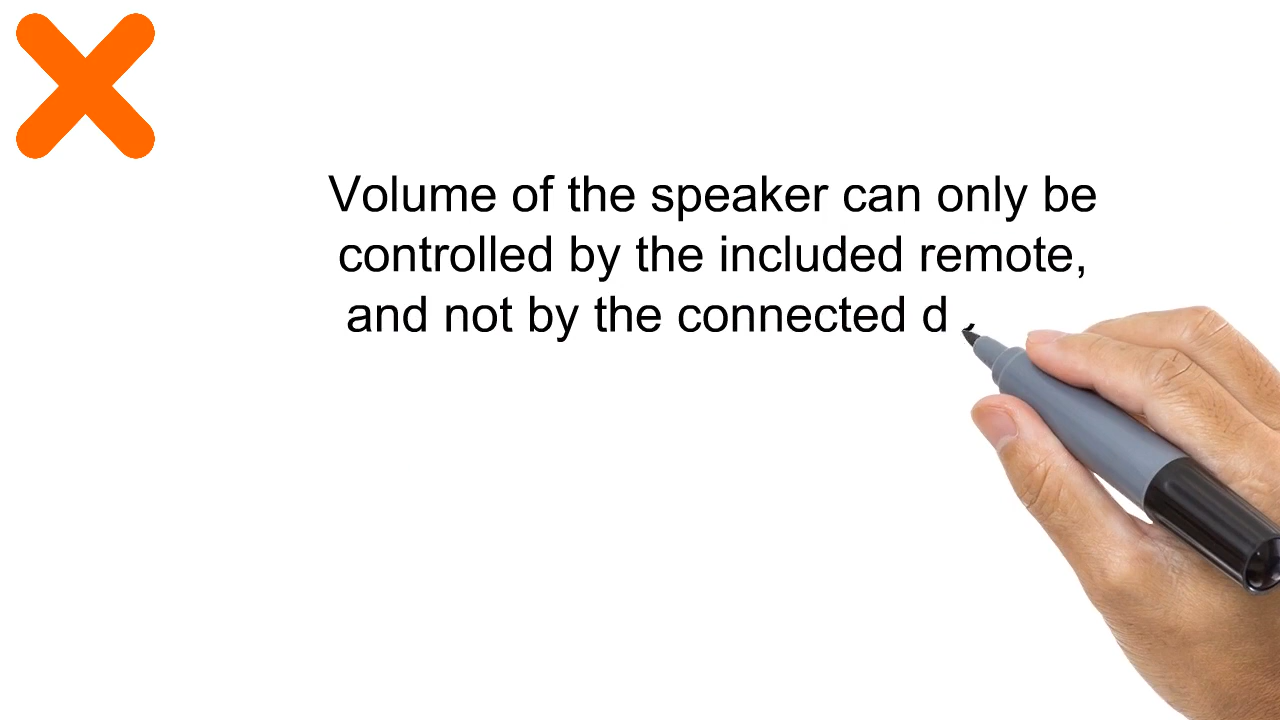 Volume of the speaker can only be
controlled by the included remote,
and not by the connected d